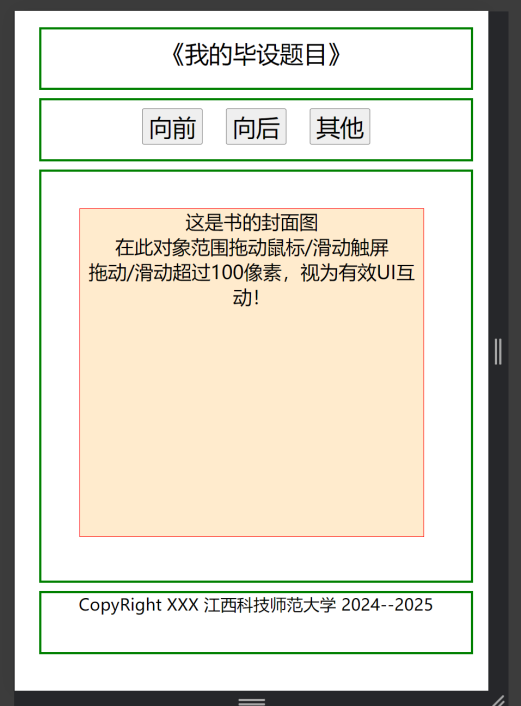 《我的毕设题目》
向前 向后 其他
这是书的封面图
在此对象范围拖动鼠标/滑动触屏
拖动/滑动超过100像素，视为有效UI互
动！
CopyRight XXX 江西科技师范大学 2024--2025